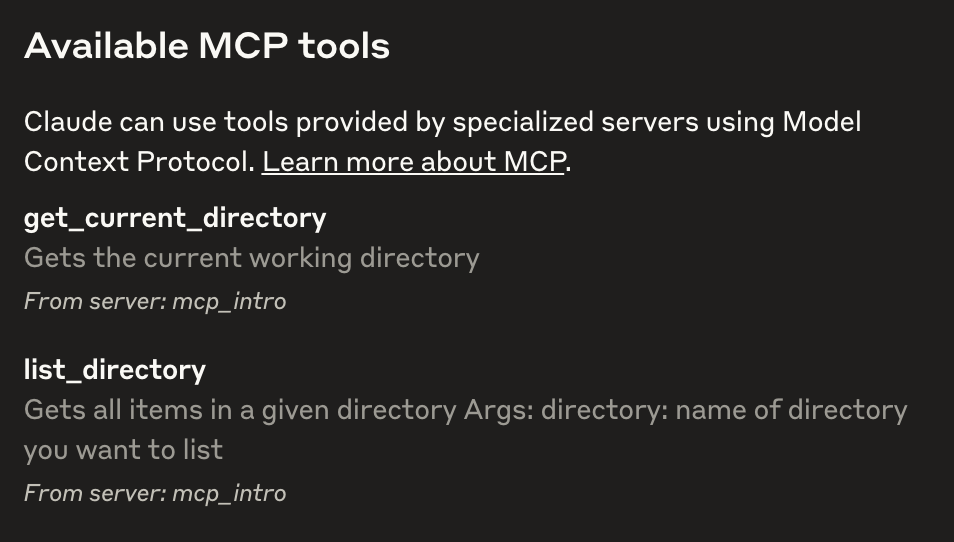 Available MCP tools
Claude can use tools provided by specialized servers using Model
Context Protocol. Learn more about MCP.
get_current_directory
Gets the current working directory
From server: mcp_intro
list_directory
Gets all items in a given directory Args: directory: name of directory
you want to list
From server: mcp_intro